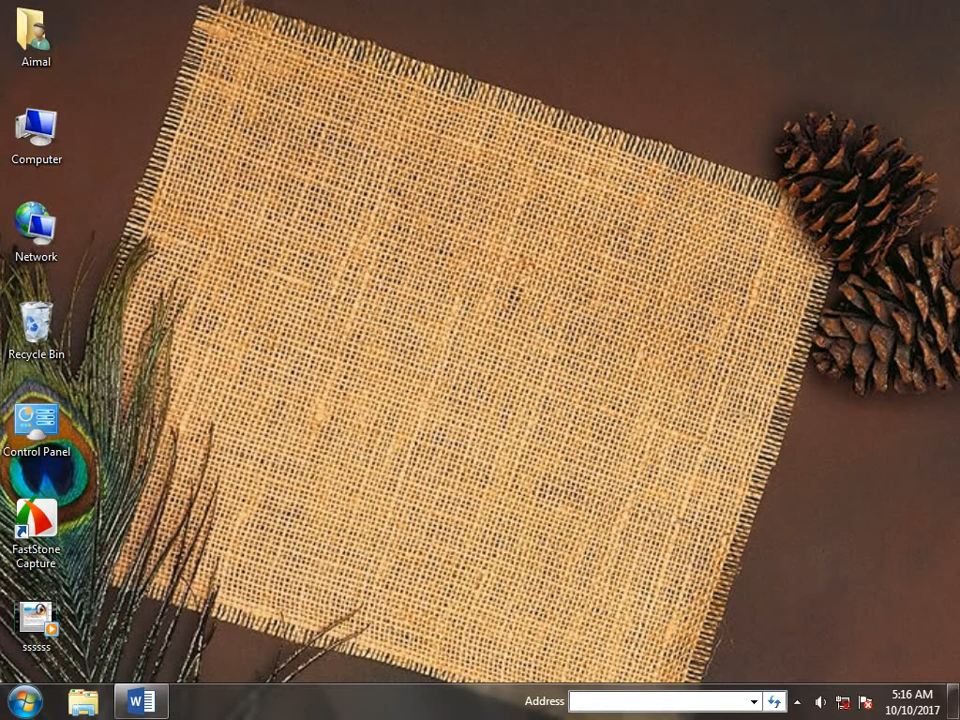 Aimal
Computer
Network
Recycle Bin
Control Panel
FastStone
Capture
ssssss
W
Address
5:16 AM
10/10/2017